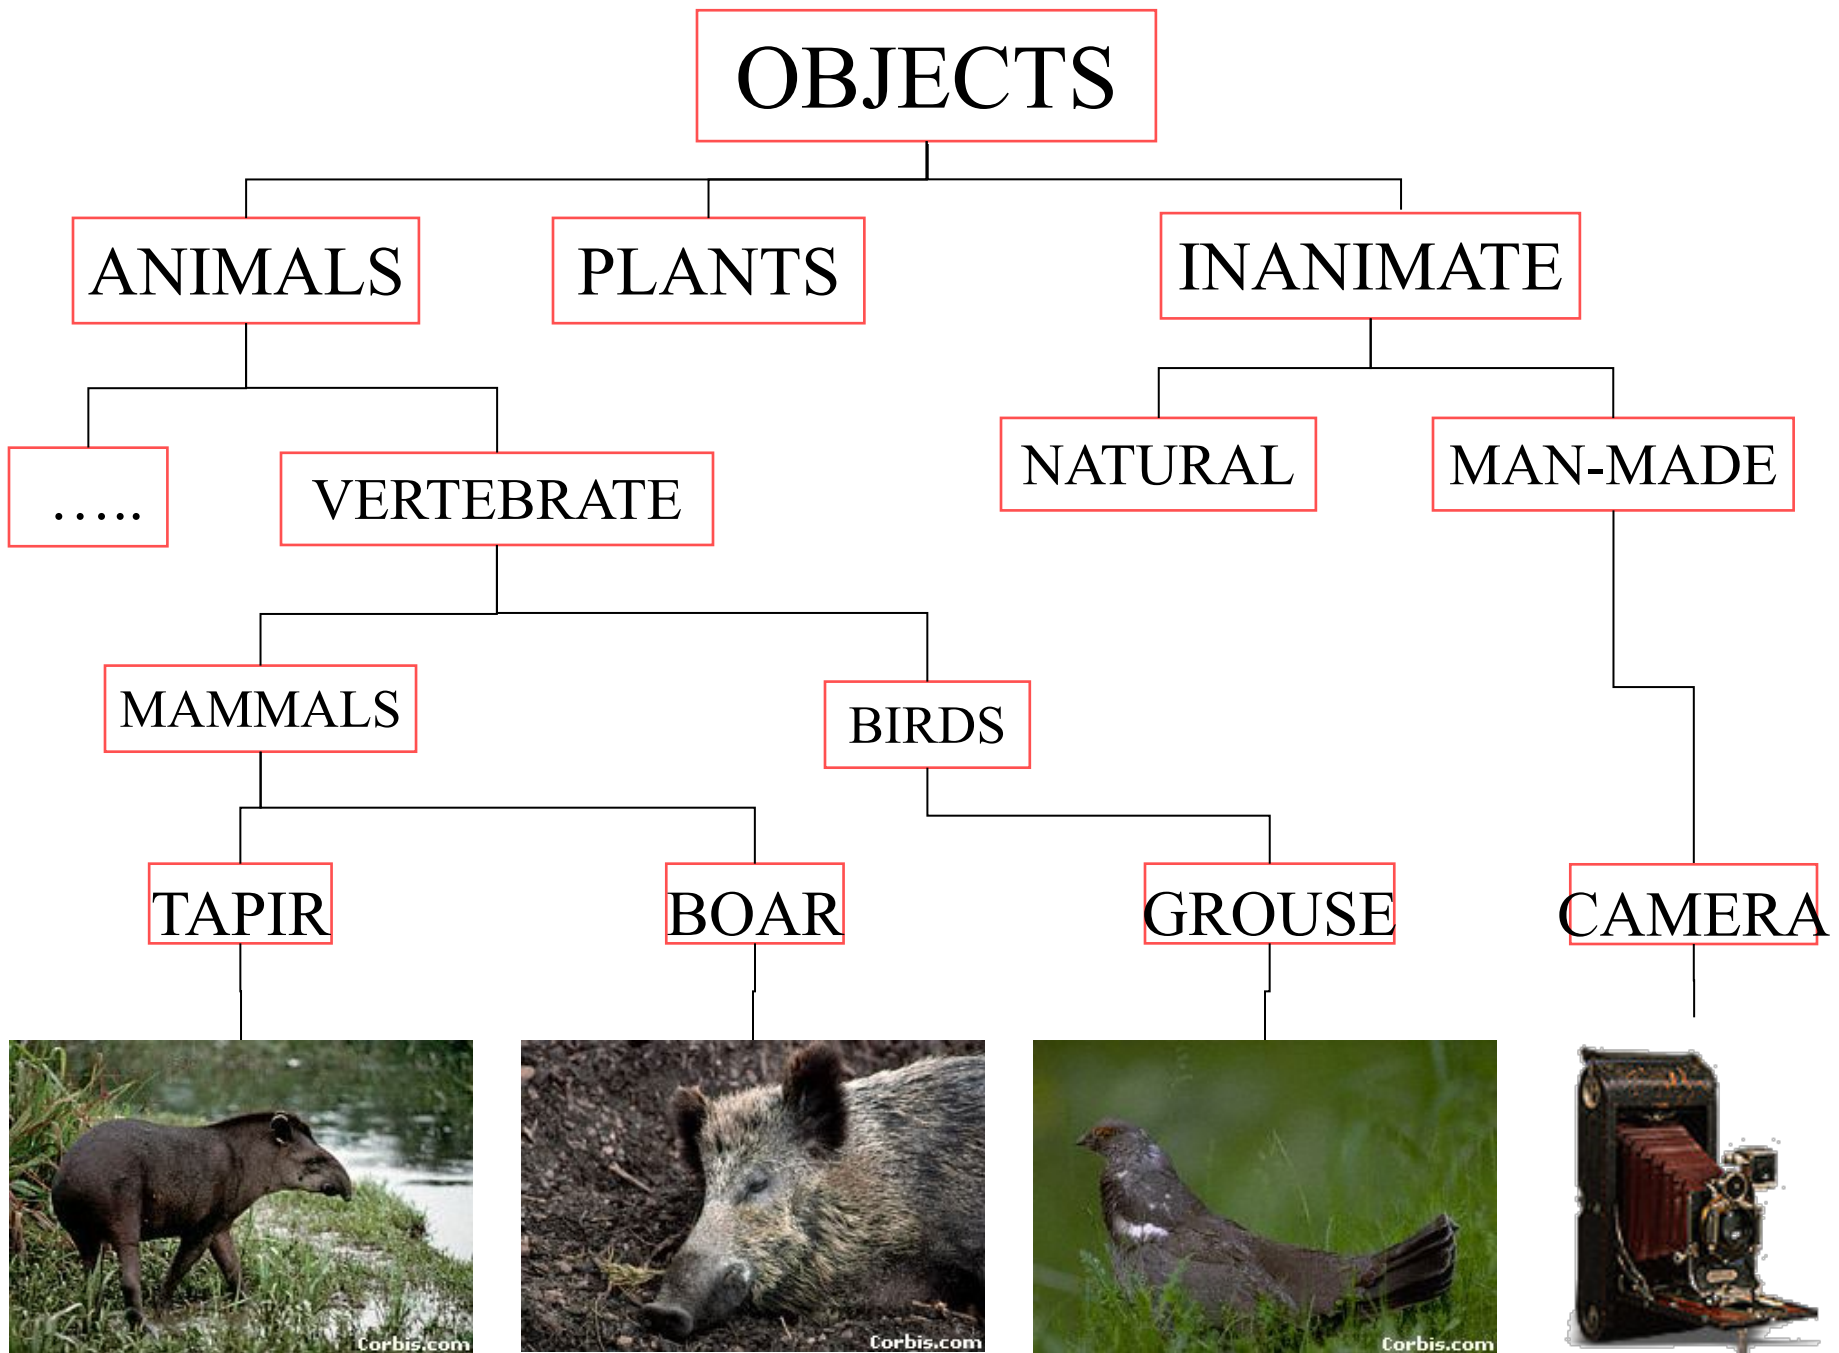 OBJECTS
ANIMALS
PLANTS
INANIMATE
NATURAL
MAN-MADE
.....
VERTEBRATE
MAMMALS
BIRDS
TAPIR
BOAR
GROUSE
CAMERA
Corbis.com
Corbis.com
Corbis.com